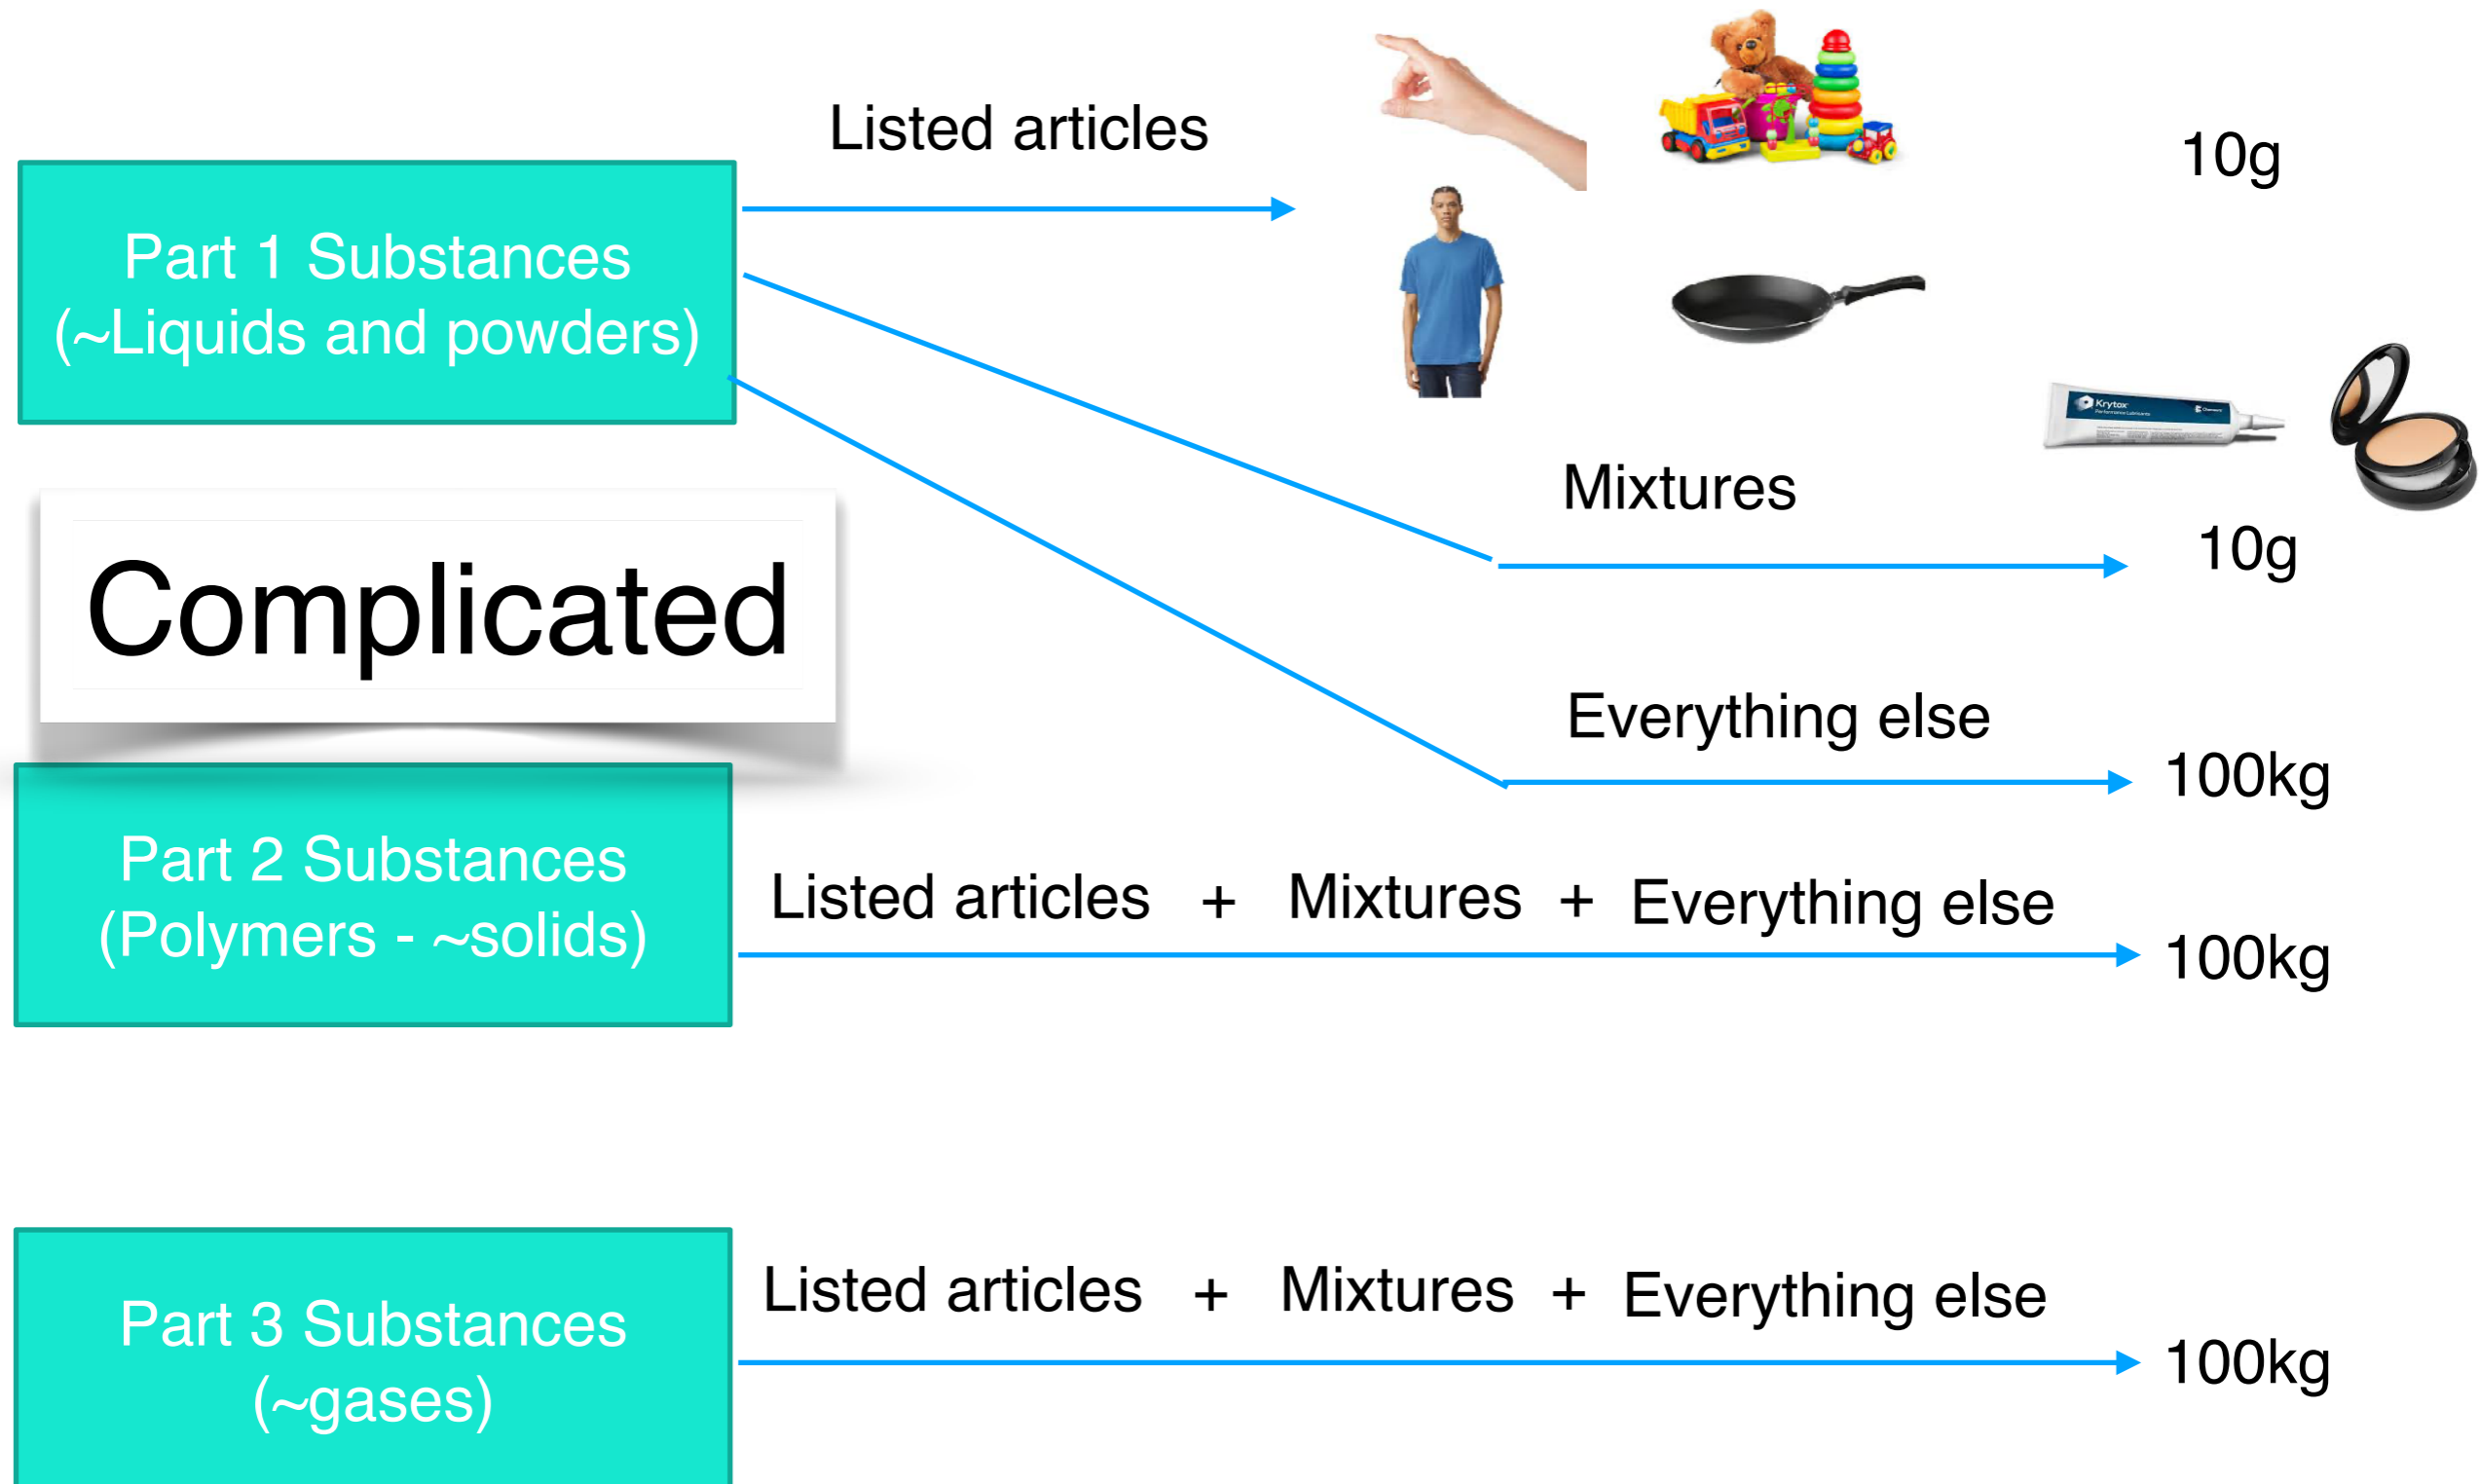 Listed articles
10g
Part 1 Substances
(~Liquids and powders)
Krytox
Mixtures
10g
Complicated
Everything else
100kg
Part 2 Substances
(Polymers - ~solids)
Listed articles + Mixtures + Everything else
100kg
Part 3 Substances
(~gases)
Listed articles + Mixtures + Everything else
100kg